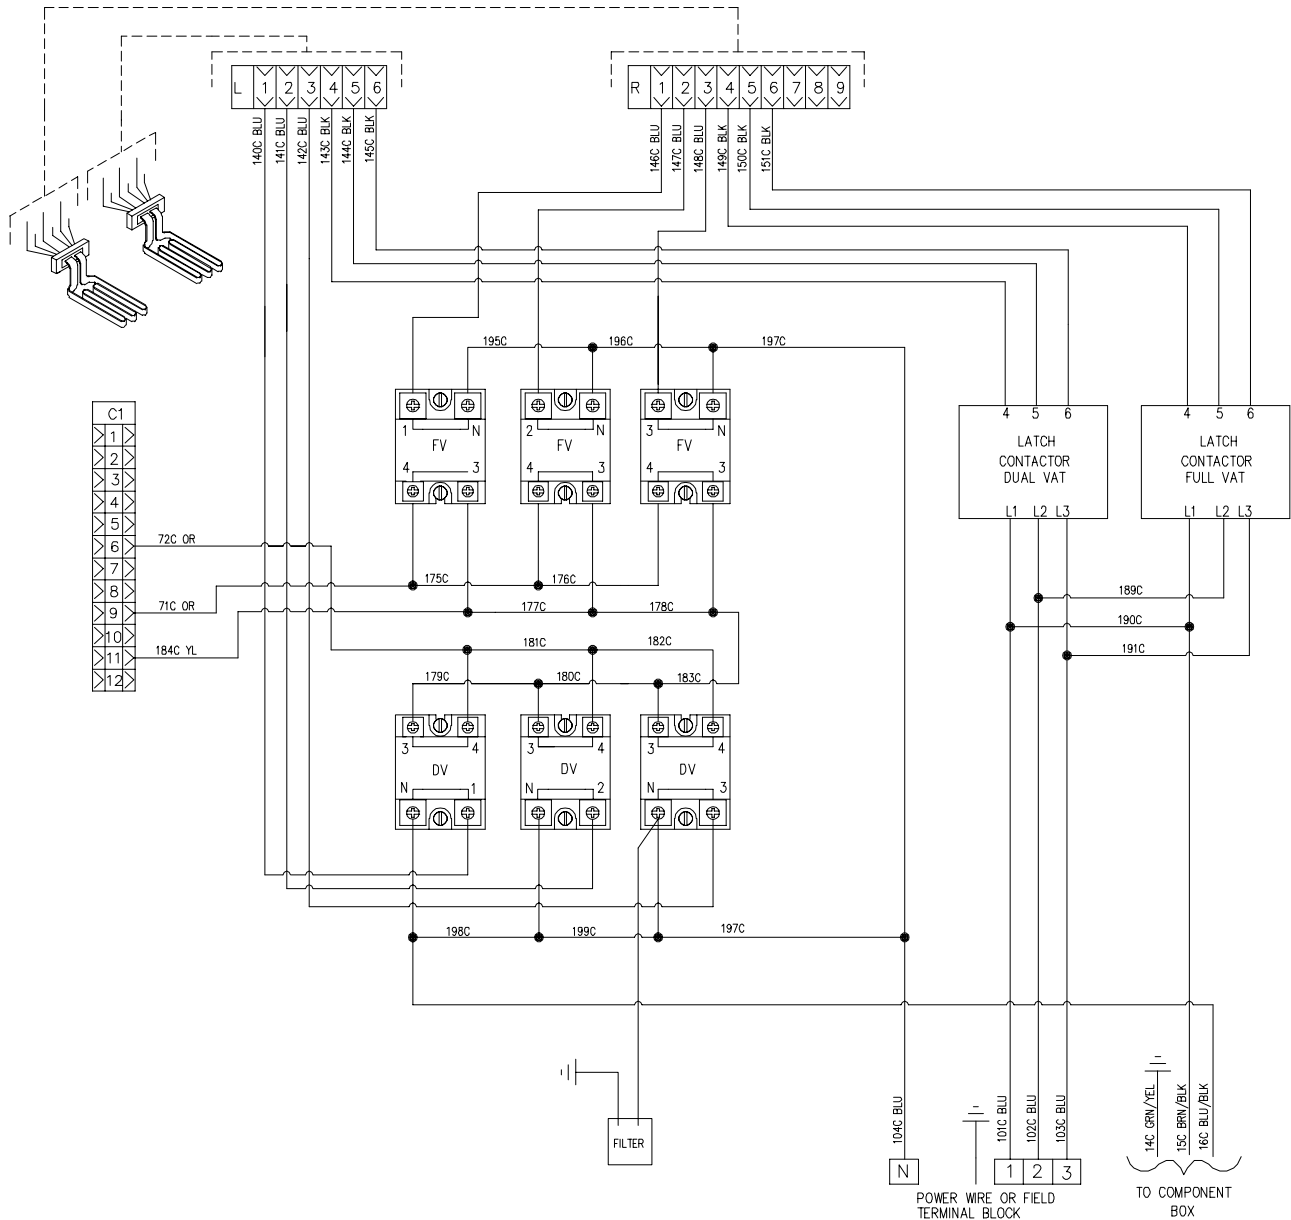 L 1 2 3 4 5 6
R 1 2 3 4 5 6 7 8 9
140C BLU
141C BLU
142C BLU
143C BLK
144C BLK
145C BLK
146C BLU
147C BLU
148C BLU
149C BLK
150C BLK
151C BLK
195C
196C
197C
C1
1
2
3
4
5
6
7
8
9
10
11
12
72C OR
71C OR
184C YL
1 N
FV
4 3
2 N
FV
4 3
3 N
FV
4 3
4 5 6
LATCH
CONTACTOR
DUAL VAT
L1 L2 L3
4 5 6
LATCH
CONTACTOR
FULL VAT
L1 L2 L3
175C
176C
177C
178C
189C
190C
191C
181C
182C
179C
180C
183C
3 4
DV
N 1
3 4
DV
N 2
3 4
DV
N 3
198C
199C
197C
FILTER
104C BLU
N
101C BLU
102C BLU
103C BLU
1 2 3
POWER WIRE OR FIELD
TERMINAL BLOCK
14C GRN/YEL
15C BRN/BLK
16C BLU/BLK
TO COMPONENT
BOX